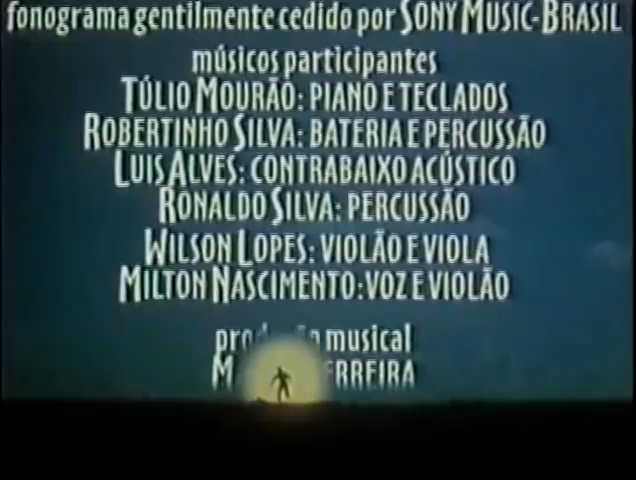 fonograma gentilmente cedido por SONY MUSIC-BRASIL
músicos participantes
TÚLIO MOURÃO: PIANO E TECLADOS
ROBERTINHO SILVA: BATERIA E PERCUSSÃO
LUIS ALVES: CONTRABAIXO ACÚSTICO
RONALDO SILVA: PERCUSSÃO
WILSON LOPES: VIOLÃO E VIOLA
MILTON NASCIMENTO: VOZ E VIOLÃO
musical